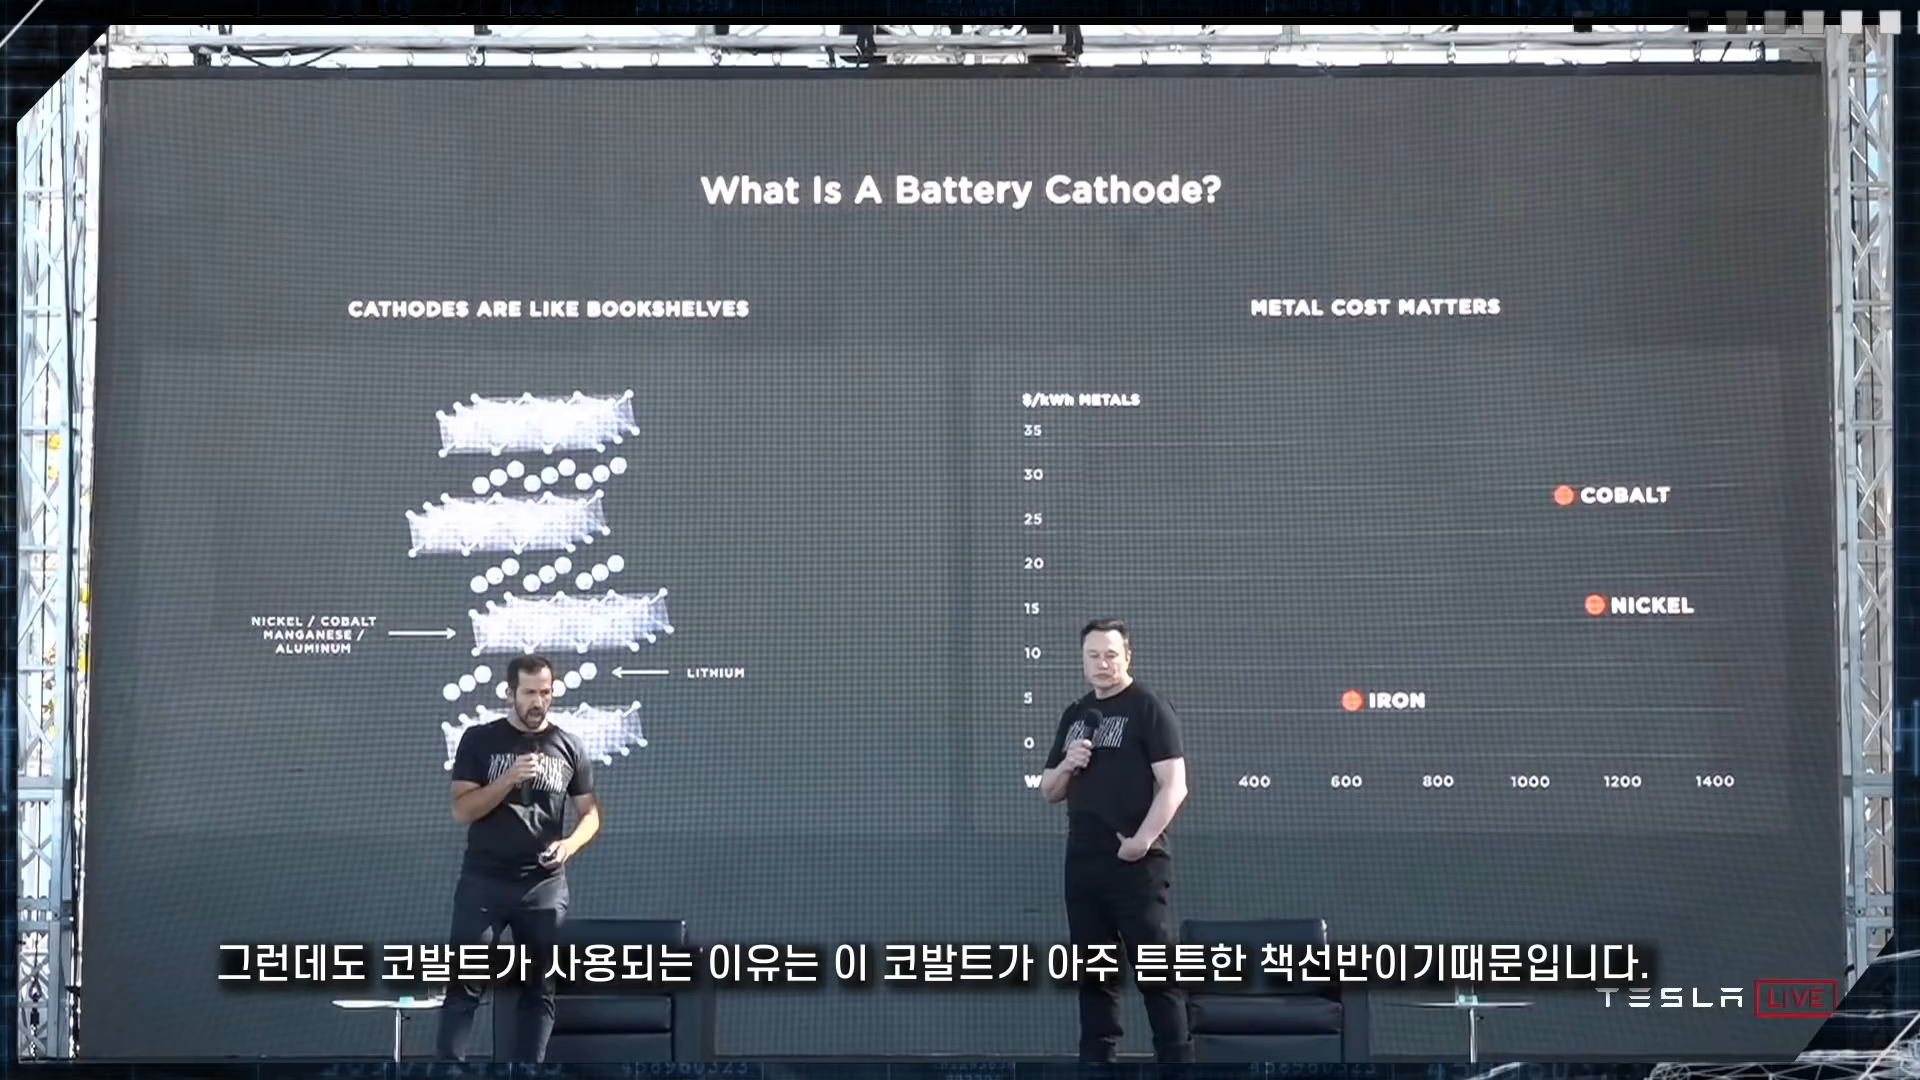 What Is A Battery Cathode?
CATHODES ARE LIKE BOOKSHELVES
NICKEL / COBALT
MANGANESE /
ALUMINUM
LITHIUM
METAL COST MATTERS
$/kWh METALS
35
30
25
20
15
10
5
0
COBALT
NICKEL
IRON
400 600 800 1000 1200 1400
그런데도 코발트가 사용되는 이유는 이 코발트가 아주 튼튼한 책선반이기때문입니다.
TESLA LIVE